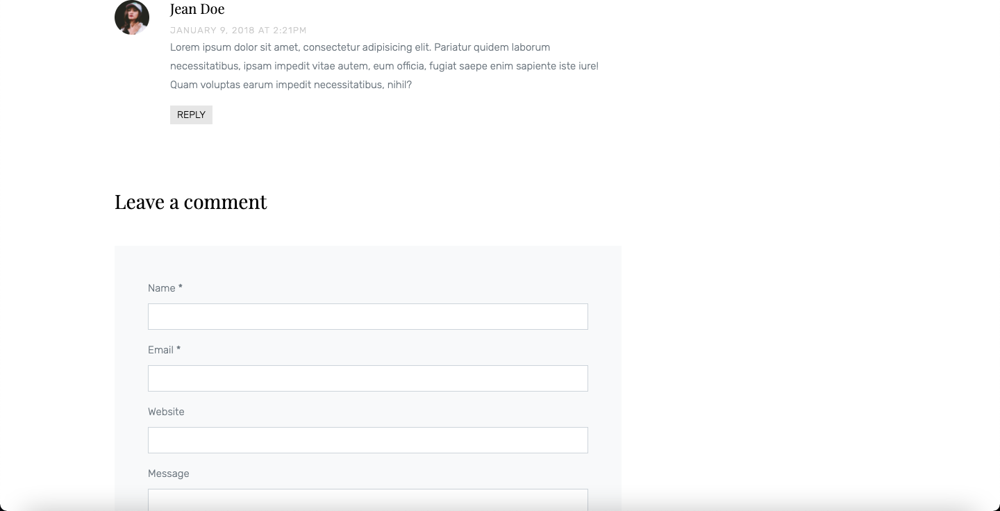 Jean Doe
JANUARY 9, 2018 AT 2:21PM
Lorem ipsum dolor sit amet, consectetur adipisicing elit. Pariatur quidem laborum
necessitatibus, ipsam impedit vitae autem, eum officia, fugiat saepe enim sapiente iste iure!
Quam voluptas earum impedit necessitatibus, nihil?
REPLY
Leave a comment
Name *
Email *
Website
Message